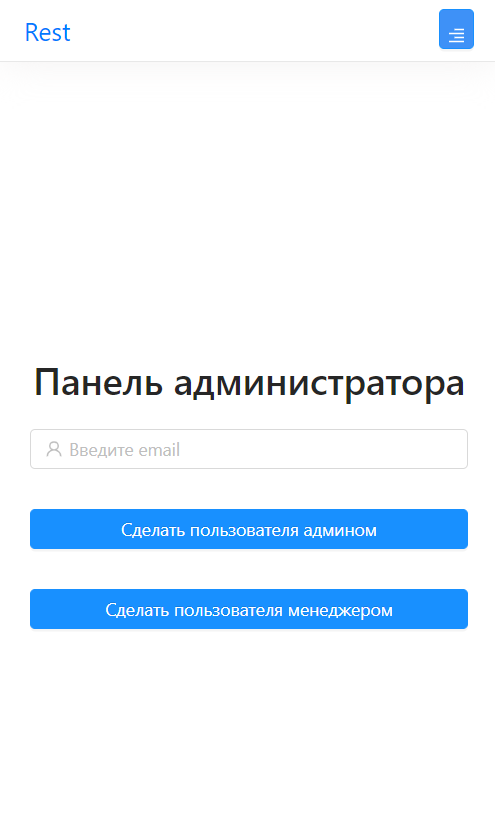 Rest
Панель администратора
Введите email
Сделать пользователя админом
Сделать пользователя менеджером